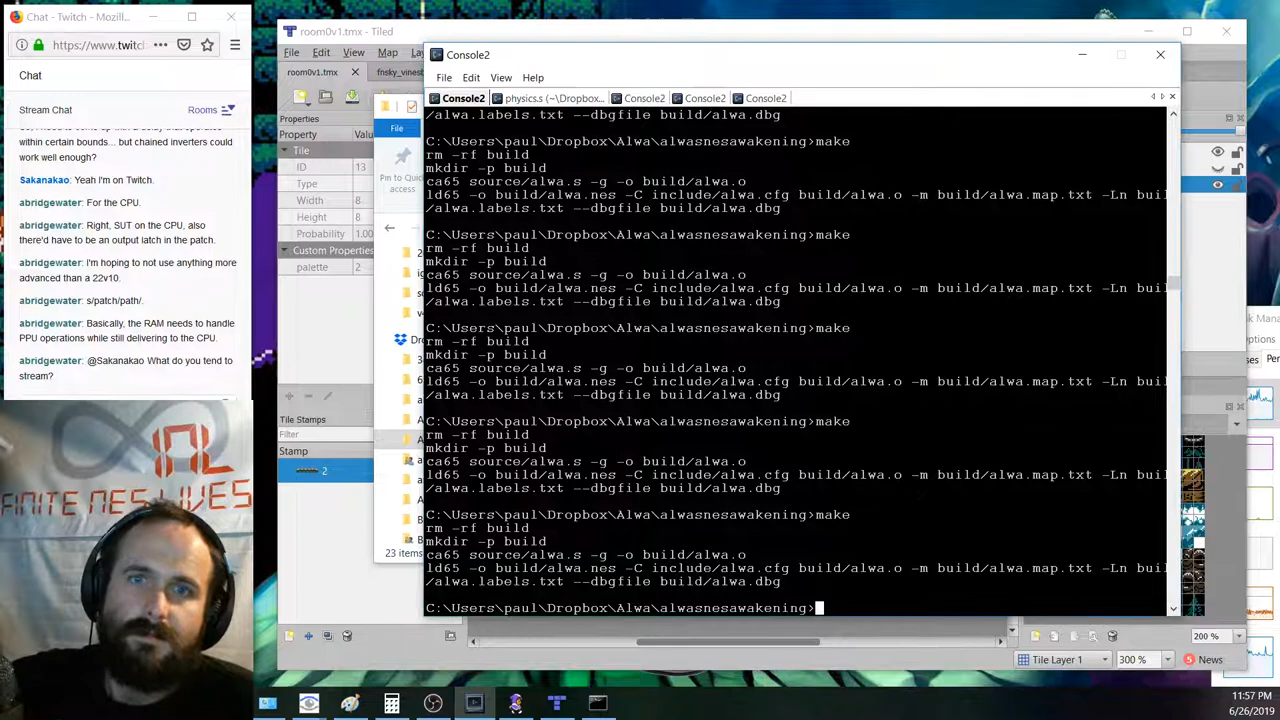 Chat - Twitch - Mozill...
https://www.twitcl
Chat
Stream Chat
Rooms
within certain bounds... but chained inverters could
work well enough?
Sakanakao: Yeah I'm on Twitch.
abridgewater: For the CPU.
abridgewater: Right, SUT on the CPU, also
there'd have to be an output latch in the patch.
abridgewater: I'm hoping to not use anything more
advanced than a 22v10.
abridgewater: s/patch/path/.
abridgewater: Basically, the RAM needs to handle
PPU operations while still delivering to the CPU.
abridgewater: @Sakanakao What do you tend to
stream?
FINITE NES LIVES
room0v1.tmx - Tiled
File Edit View Map La
room0v1.tmx
fnsky_vinest
Properties
Property
Value
Tile
ID 13
Type
Width 8
Height 8
Probability 1.00
Custom Properties
palette 2
Tile Stamps
Filter
Stamp
2
File
Pin to Quick
access
23 items
Console2
File Edit View Help
Console2
physics.s (~\Dropbox...
Console2
Console2
Console2
/alwa.labels.txt --dbgfile build/alwa.dbg
C:\Users\paul\Dropbox\Alwa\alwasnesawakening>make
rm -rf build
mkdir -p build
ca65 source/alwa.s -g -o build/alwa.o
ld65 -o build/alwa.nes -C include/alwa.cfg build/alwa.o -m build/alwa.map.txt -Ln buil
/alwa.labels.txt --dbgfile build/alwa.dbg
C:\Users\paul\Dropbox\Alwa\alwasnesawakening>make
rm -rf build
mkdir -p build
ca65 source/alwa.s -g -o build/alwa.o
ld65 -o build/alwa.nes -C include/alwa.cfg build/alwa.o -m build/alwa.map.txt -Ln buil
/alwa.labels.txt --dbgfile build/alwa.dbg
C:\Users\paul\Dropbox\Alwa\alwasnesawakening>make
rm -rf build
mkdir -p build
ca65 source/alwa.s -g -o build/alwa.o
ld65 -o build/alwa.nes -C include/alwa.cfg build/alwa.o -m build/alwa.map.txt -Ln buil
/alwa.labels.txt --dbgfile build/alwa.dbg
C:\Users\paul\Dropbox\Alwa\alwasnesawakening>make
rm -rf build
mkdir -p build
ca65 source/alwa.s -g -o build/alwa.o
ld65 -o build/alwa.nes -C include/alwa.cfg build/alwa.o -m build/alwa.map.txt -Ln buil
/alwa.labels.txt --dbgfile build/alwa.dbg
C:\Users\paul\Dropbox\Alwa\alwasnesawakening>make
rm -rf build
mkdir -p build
ca65 source/alwa.s -g -o build/alwa.o
ld65 -o build/alwa.nes -C include/alwa.cfg build/alwa.o -m build/alwa.map.txt -Ln buil
/alwa.labels.txt --dbgfile build/alwa.dbg
C:\Users\paul\Dropbox\Alwa\alwasnesawakening>
Options
200 %
Tile Layer 1
300 %
News
11:57 PM
6/26/2019